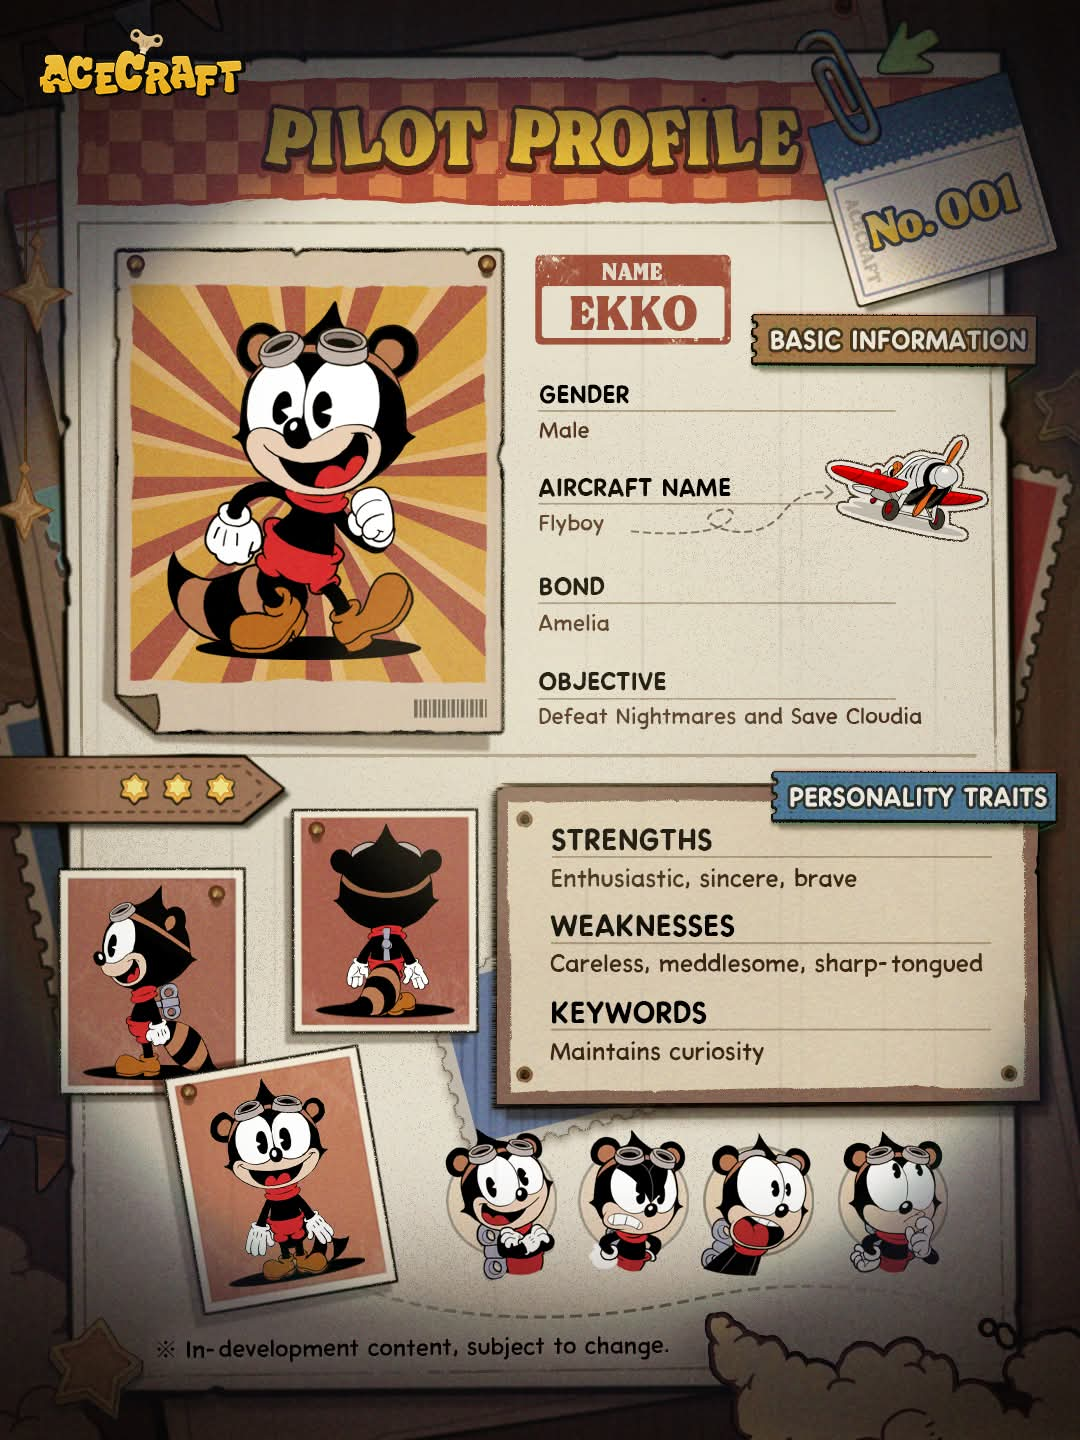 ACECRAFT
PILOT PROFILE
No. 001
ACECRAFT
NAME
EKKO
BASIC INFORMATION
GENDER
Male
AIRCRAFT NAME
Flyboy
BOND
Amelia
OBJECTIVE
Defeat Nightmares and Save Cloudia
PERSONALITY TRAITS
STRENGTHS
Enthusiastic, sincere, brave
WEAKNESSES
Careless, meddlesome, sharp-tongued
KEYWORDS
Maintains curiosity
※ In-development content, subject to change.